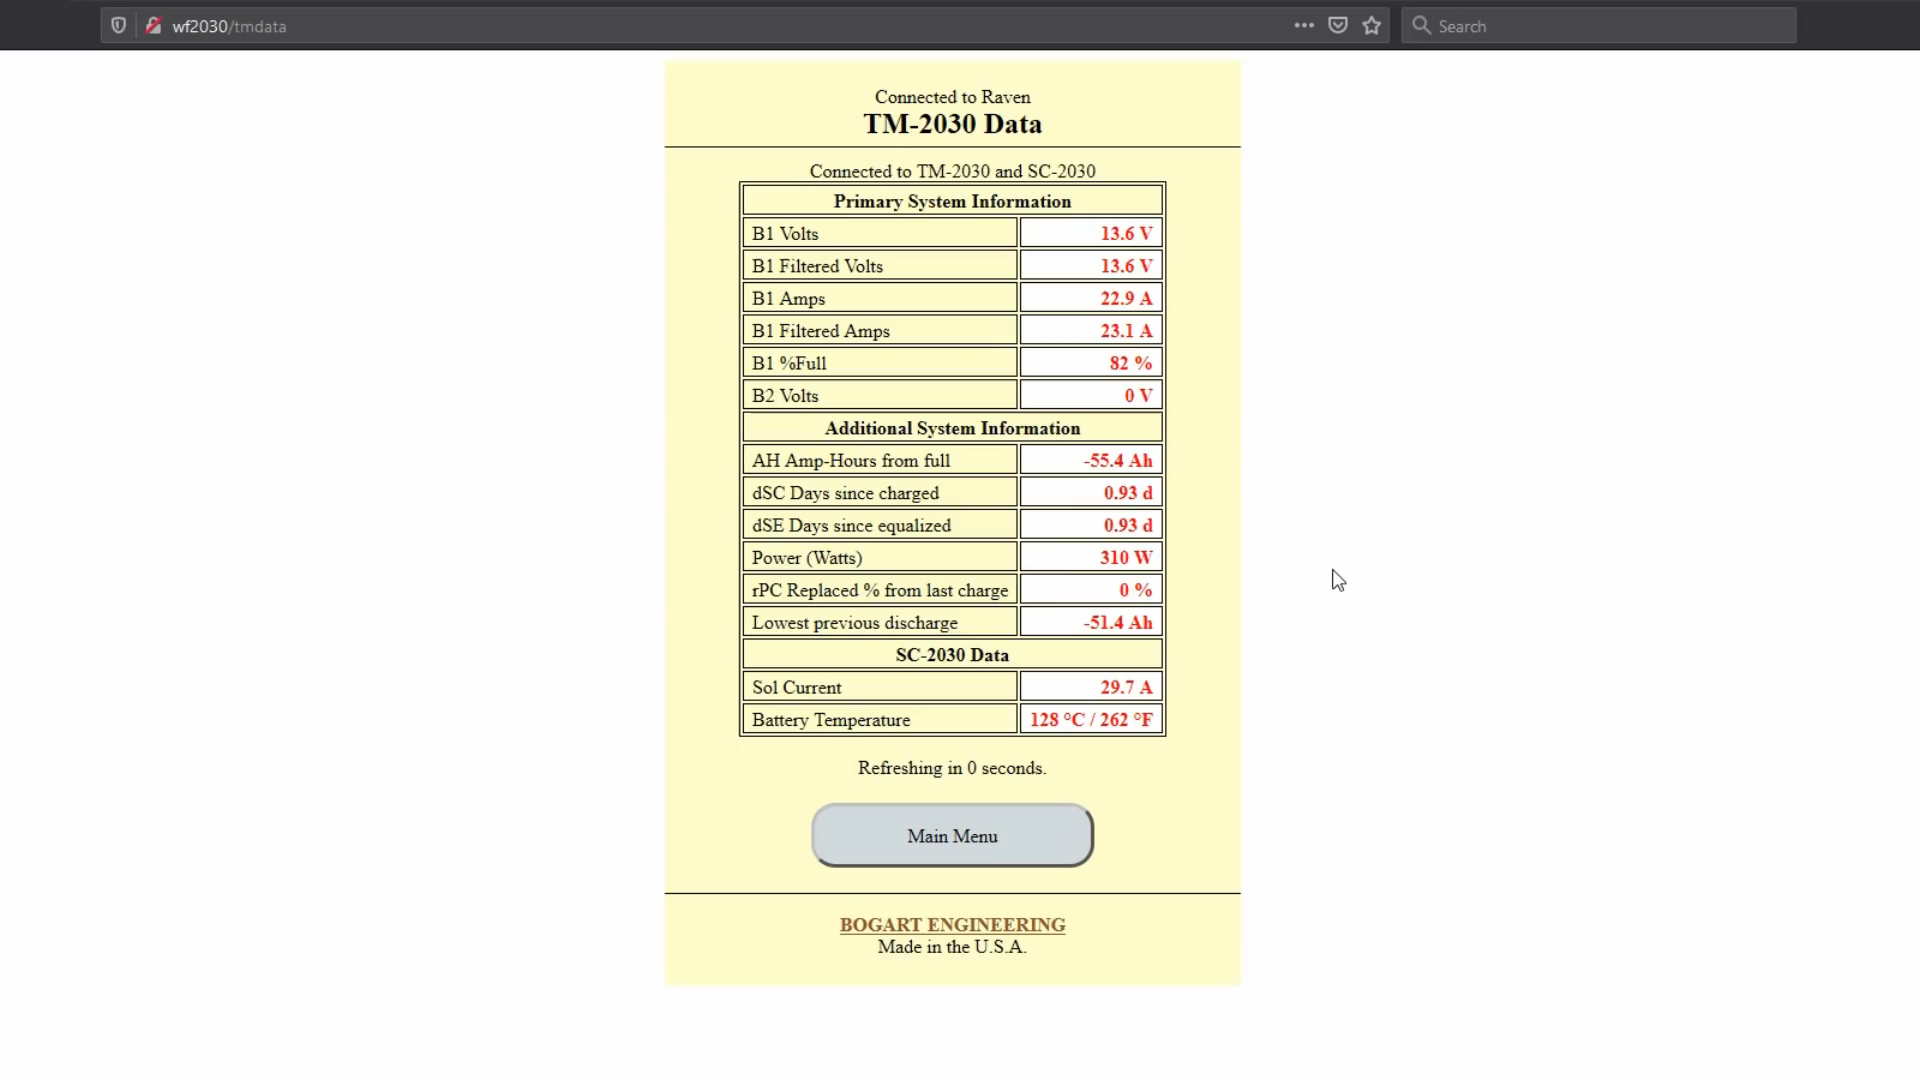 wf2030/tmdata
Search
Connected to Raven
TM-2030 Data
Connected to TM-2030 and SC-2030
Primary System Information
B1 Volts 13.6 V
B1 Filtered Volts 13.6 V
B1 Amps 22.9 A
B1 Filtered Amps 23.1 A
B1 %Full 82 %
B2 Volts 0 V
Additional System Information
AH Amp-Hours from full -55.4 Ah
dSC Days since charged 0.93 d
dSE Days since equalized 0.93 d
Power (Watts) 310 W
rPC Replaced % from last charge 0 %
Lowest previous discharge -51.4 Ah
SC-2030 Data
Sol Current 29.7 A
Battery Temperature 128 °C / 262 °F
Refreshing in 0 seconds.
Main Menu
BOGART ENGINEERING
Made in the U.S.A.